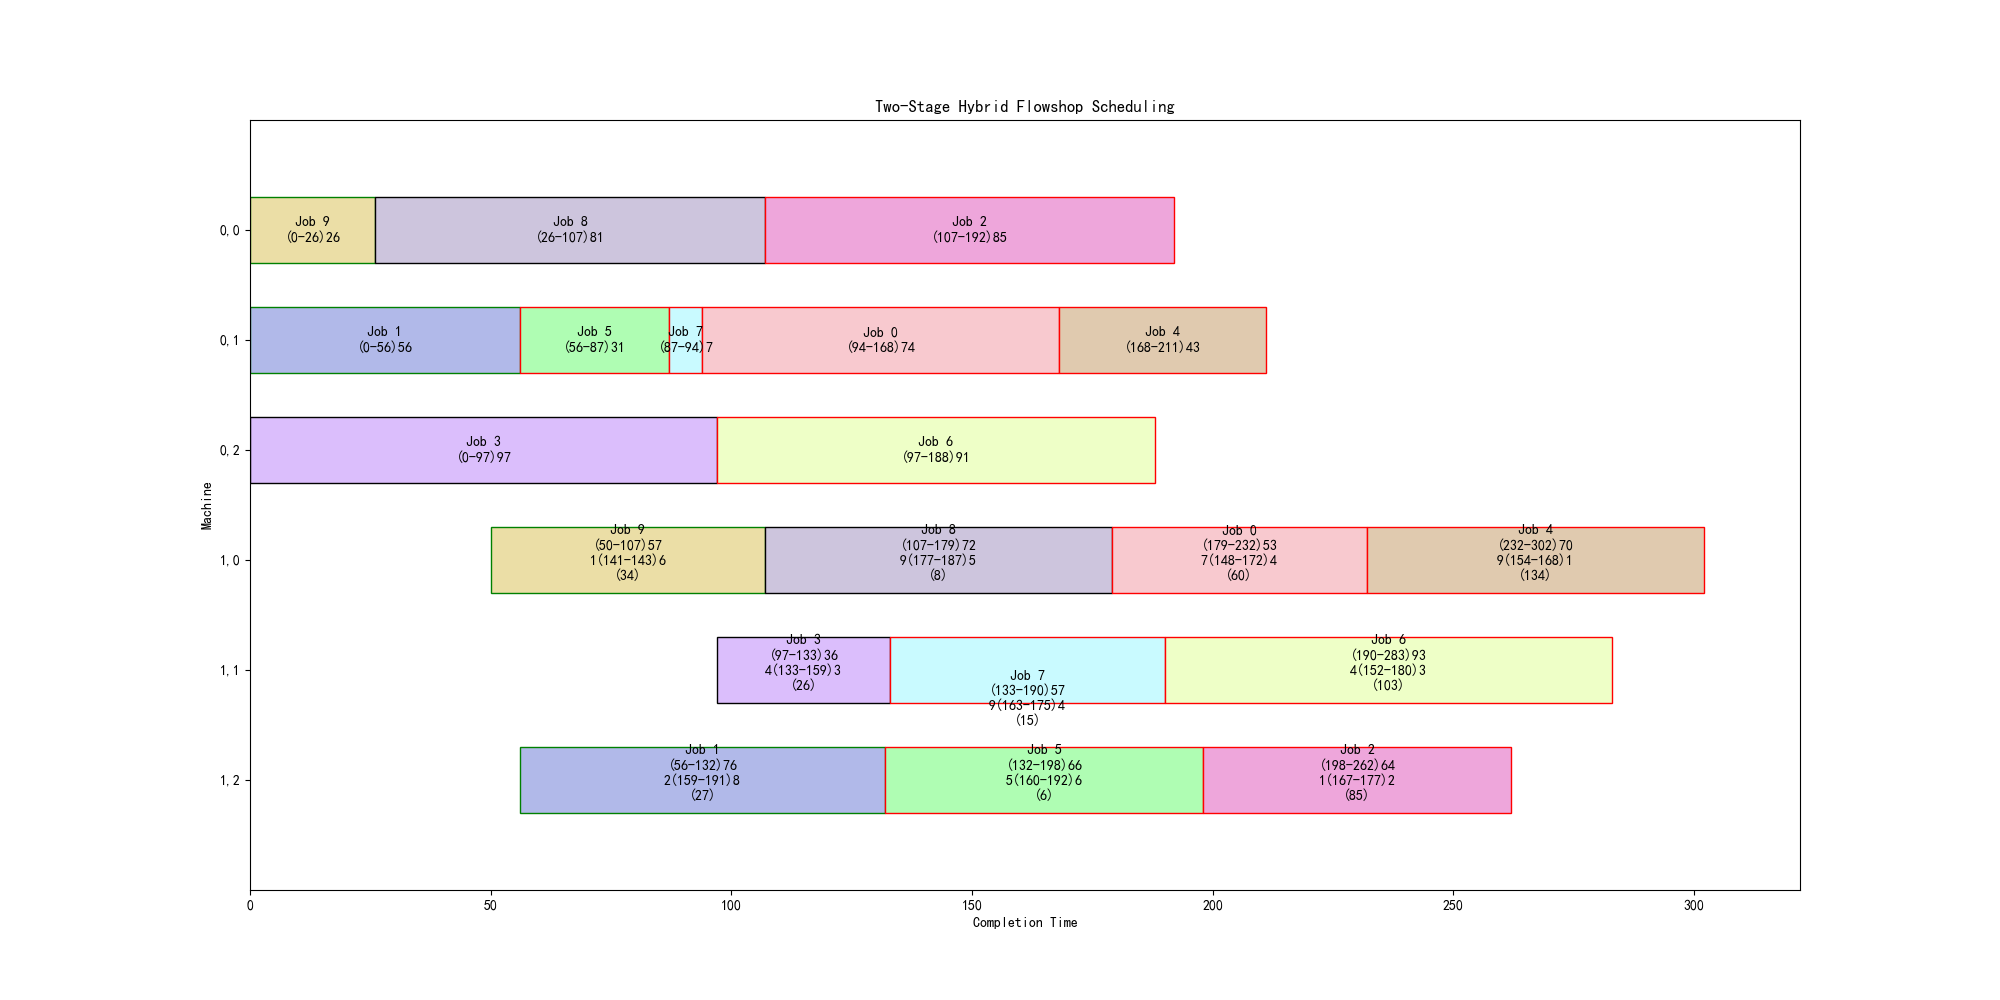 Two-Stage Hybrid Flowshop Scheduling
0,0
Job 9
(0-26)26
Job 8
(26-107)81
Job 2
(107-192)85
0,1
Job 1
(0-56)56
Job 5
(56-87)31
Job 7
(87-94)7
Job 0
(94-168)74
Job 4
(168-211)43
0,2
Job 3
(0-97)97
Job 6
(97-188)91
Machine
1,0
Job 9
(50-107)57
1(141-143)6
(34)
Job 8
(107-179)72
9(177-187)5
(8)
Job 0
(179-232)53
7(148-172)4
(60)
Job 4
(232-302)70
9(154-168)1
(134)
1,1
Job 3
(97-133)36
4(133-159)3
(26)
Job 7
(133-190)57
9(163-175)4
(15)
Job 6
(190-283)93
4(152-180)3
(103)
1,2
Job 1
(56-132)76
2(159-191)8
(27)
Job 5
(132-198)66
5(160-192)6
(6)
Job 2
(198-262)64
1(167-177)2
(85)
0 50 100 150 200 250 300
Completion Time